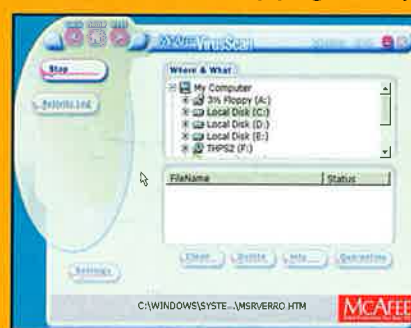 McAfee VirusScan
Stop
Where & What
My Computer
3½ Floppy (A:)
Local Disk (C:)
Local Disk (D:)
Local Disk (E:)
THPS2 (F:)
FileName
Status
Clean
Delete
Info
Quarantine
Settings
C:\WINDOWS\SYSTE...\MSRVERRO.HTM
MCAFEE